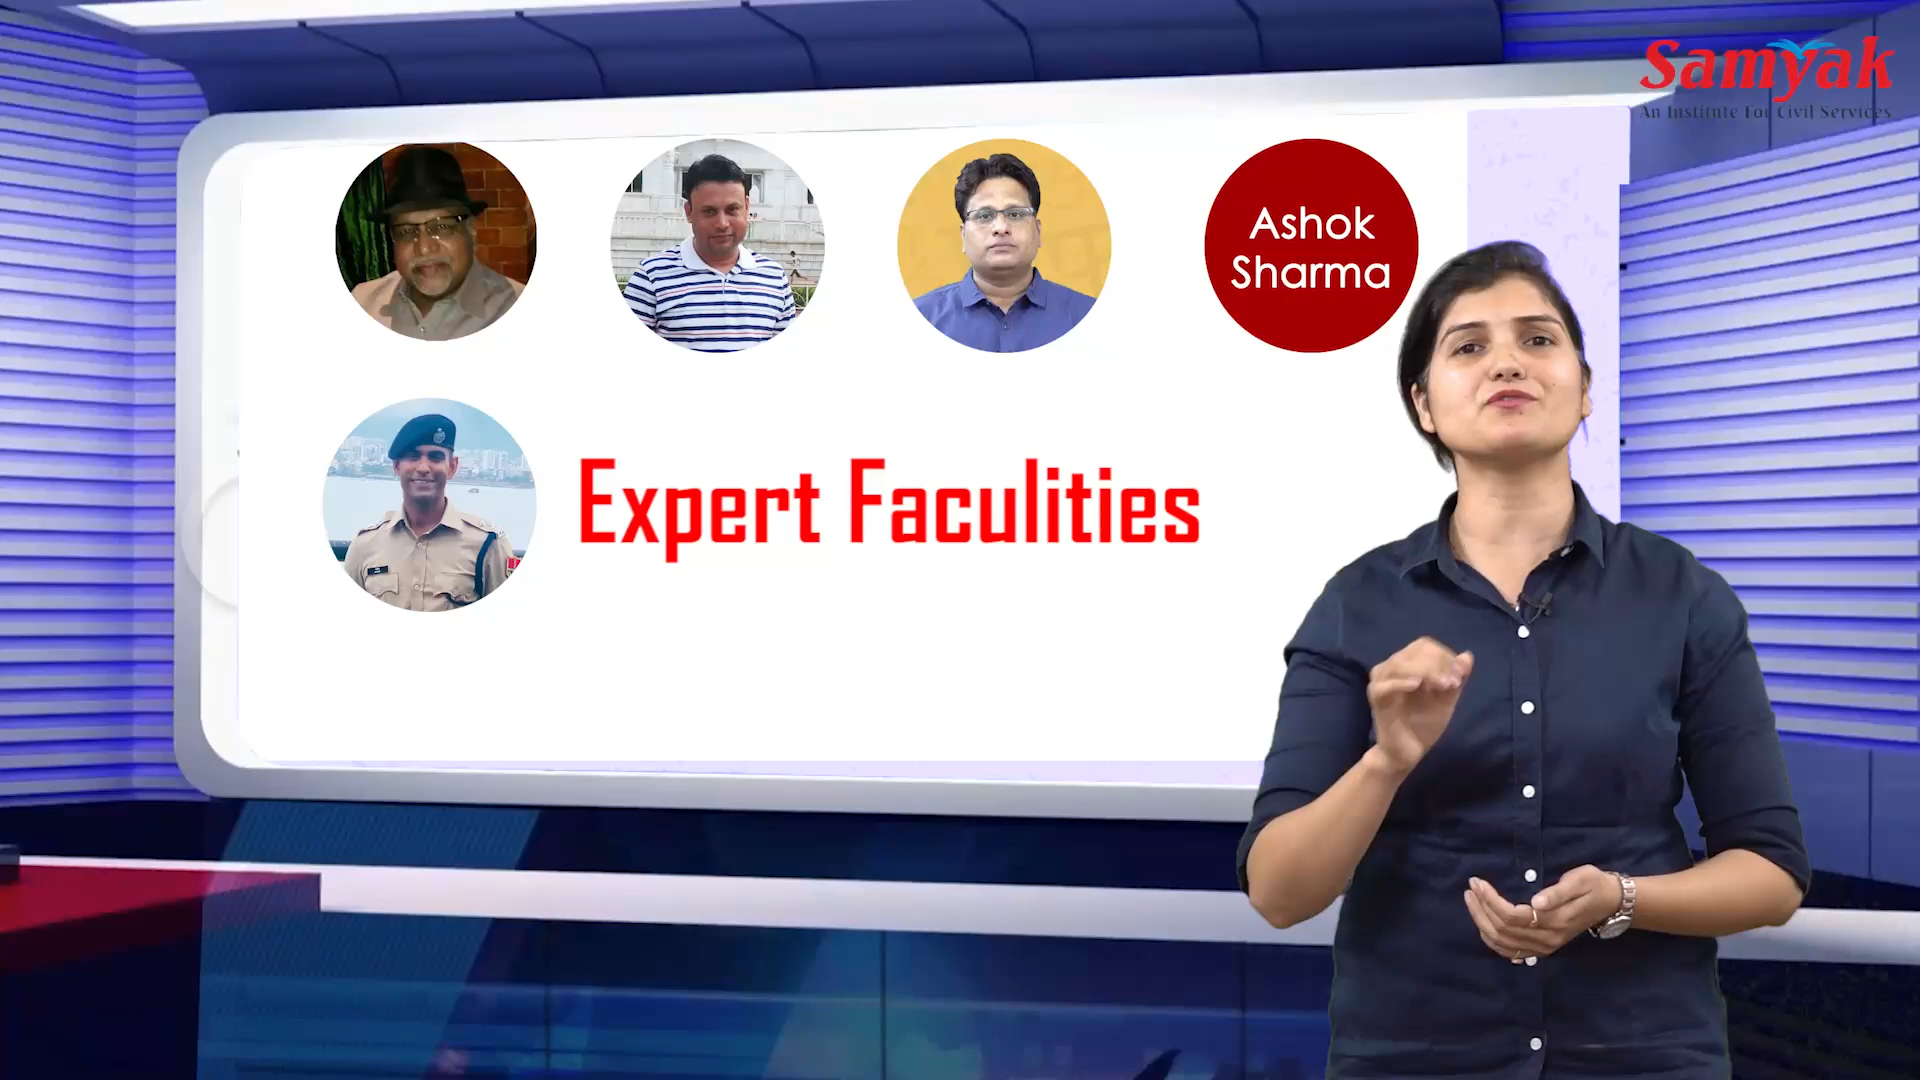 Samyak
An Institute For Civil Services
Ashok
Sharma
Expert Faculities